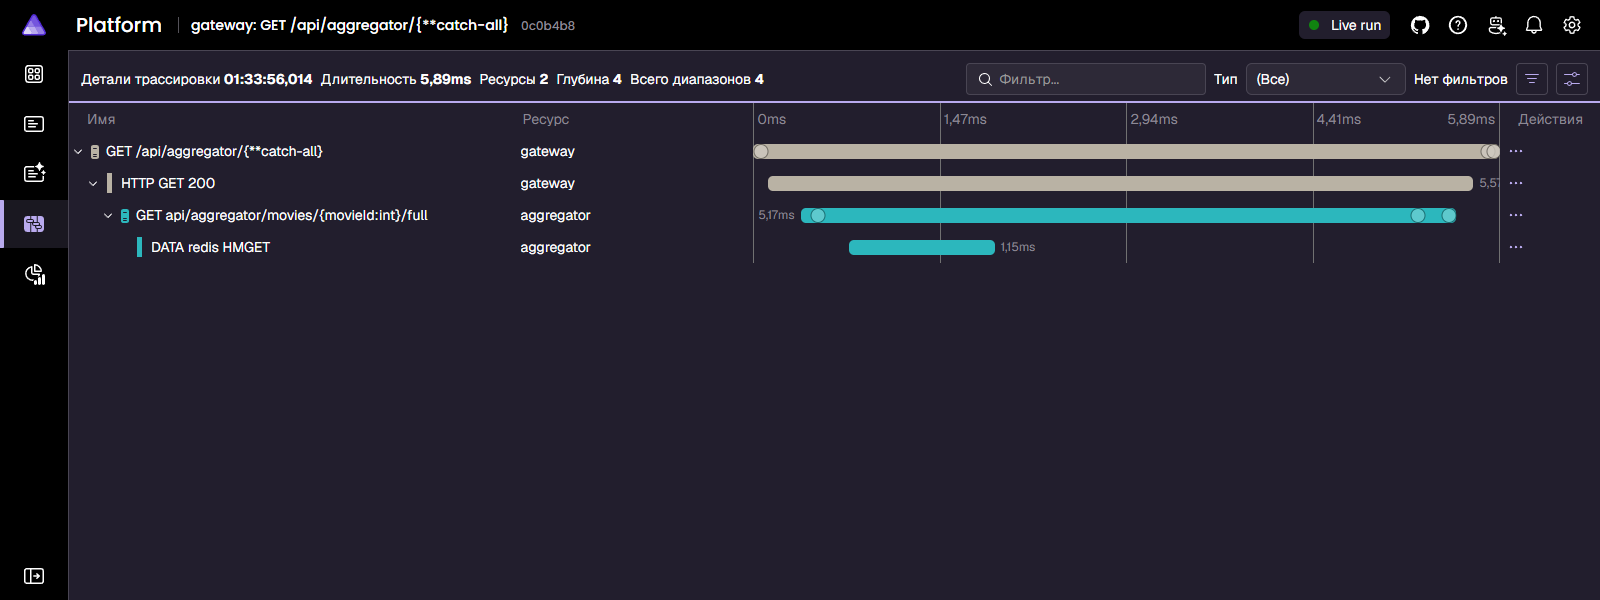 Platform gateway: GET /api/aggregator/{**catch-all} 0c0b4b8 Live run
Детали трассировки 01:33:56,014 Длительность 5,89ms Ресурсы 2 Глубина 4 Всего диапазонов 4 Фильтр... Тип (Все) Нет фильтров
Имя Ресурс 0ms 1,47ms 2,94ms 4,41ms 5,89ms Действия
GET /api/aggregator/{**catch-all} gateway
HTTP GET 200 gateway
GET api/aggregator/movies/{movieId:int}/full aggregator 5,17ms
DATA redis HMGET aggregator 1,15ms